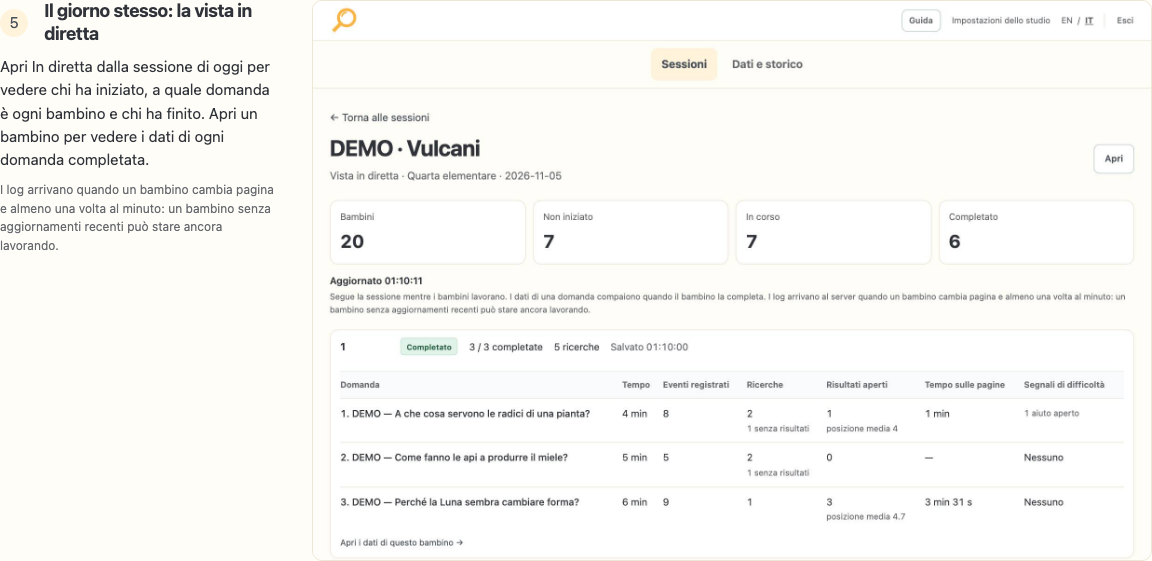 5
Il giorno stesso: la vista in
diretta
Apri In diretta dalla sessione di oggi per
vedere chi ha iniziato, a quale domanda
è ogni bambino e chi ha finito. Apri un
bambino per vedere i dati di ogni
domanda completata.
I log arrivano quando un bambino cambia pagina
e almeno una volta al minuto: un bambino senza
aggiornamenti recenti può stare ancora
lavorando.
Guida Impostazioni dello studio EN / IT Esci
Sessioni Dati e storico
← Torna alle sessioni
DEMO · Vulcani
Apri
Vista in diretta · Quarta elementare · 2026-11-05
Bambini Non iniziato In corso Completato
20 7 7 6
Aggiornato 01:10:11
Segue la sessione mentre i bambini lavorano. I dati di una domanda compaiono quando il bambino la completa. I log arrivano al server quando un bambino cambia pagina e almeno una volta al minuto: un
bambino senza aggiornamenti recenti può stare ancora lavorando.
1 Completato 3 / 3 completate 5 ricerche Salvato 01:10:00
Domanda Tempo Eventi registrati Ricerche Risultati aperti Tempo sulle pagine Segnali di difficoltà
1. DEMO — A che cosa servono le radici di una pianta? 4 min 8 2 1 1 min 1 aiuto aperto
1 senza risultati posizione media 4
2. DEMO — Come fanno le api a produrre il miele? 5 min 5 2 0 — Nessuno
1 senza risultati
3. DEMO — Perché la Luna sembra cambiare forma? 6 min 9 1 3 3 min 31 s Nessuno
posizione media 4.7
Apri i dati di questo bambino →